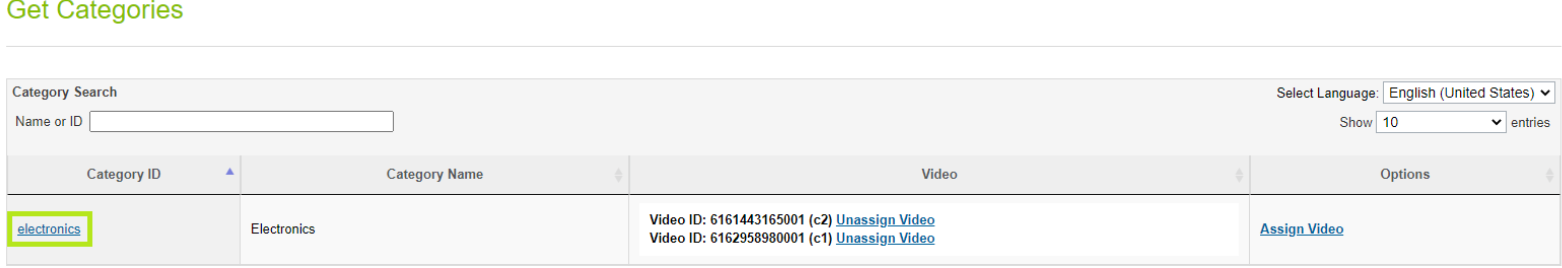 Get Categories
Category Search
Select Language: English (United States)
Name or ID
Show 10 entries
Category ID Category Name Video Options
electronics Electronics Video ID: 6161443165001 (c2) Unassign Video Assign Video
Video ID: 6162958980001 (c1) Unassign Video